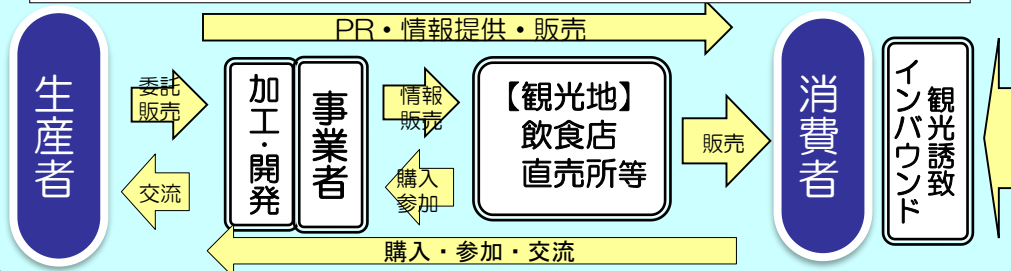 PR・情報提供・販売
生産者
委託
販売
交流
加工・開発
事業者
情報
販売
購入
参加
【観光地】
飲食店
直売所等
販売
消費者
観光誘致
インバウンド
購入・参加・交流